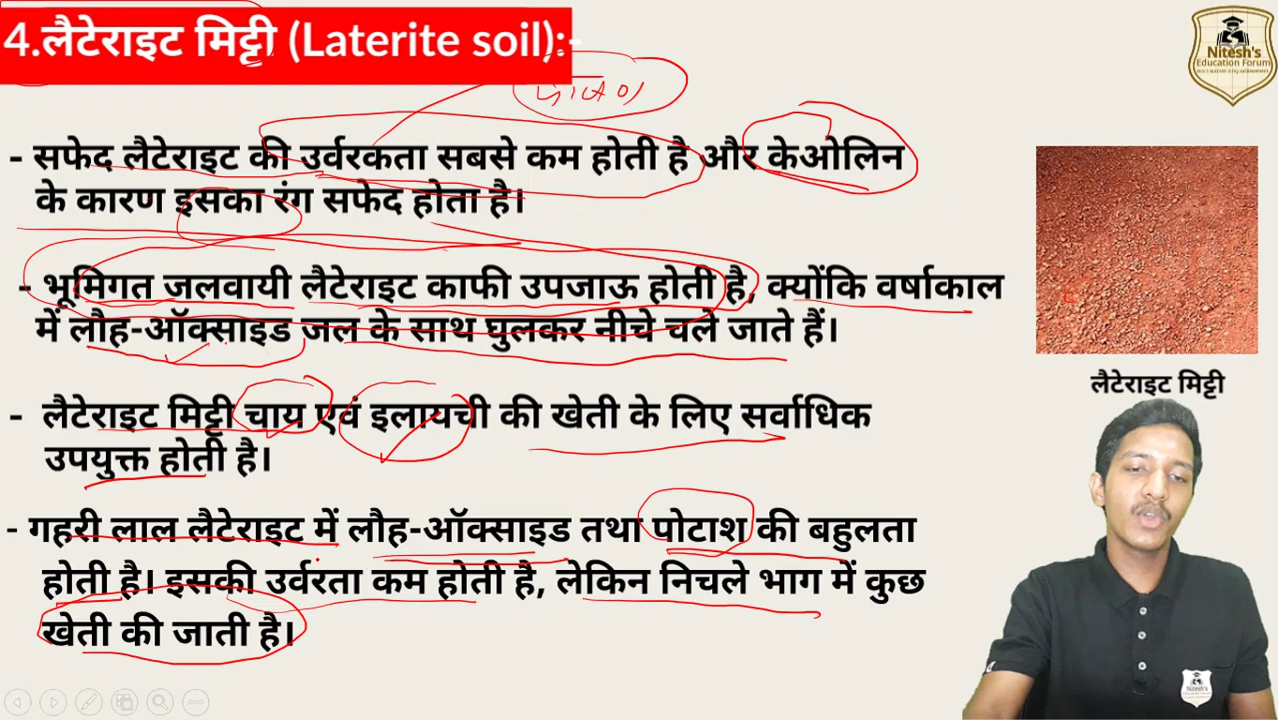 4.लैटेराइट मिट्टी (Laterite soil):-
Nitesh's
Education Forum
- सफेद लैटेराइट की उर्वरकता सबसे कम होती है और केओलिन
के कारण इसका रंग सफेद होता है।
- भूमिगत जलवायी लैटेराइट काफी उपजाऊ होती है, क्योंकि वर्षाकाल
में लौह-ऑक्साइड जल के साथ घुलकर नीचे चले जाते हैं।
- लैटेराइट मिट्टी चाय एवं इलायची की खेती के लिए सर्वाधिक
उपयुक्त होती है।
- गहरी लाल लैटेराइट में लौह-ऑक्साइड तथा पोटाश की बहुलता
होती है। इसकी उर्वरता कम होती है, लेकिन निचले भाग में कुछ
खेती की जाती है।
लैटेराइट मिट्टी